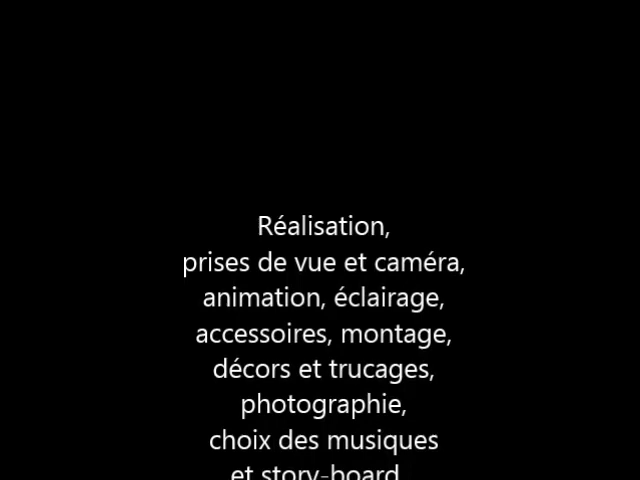 Réalisation,
prises de vue et caméra,
animation, éclairage,
accessoires, montage,
décors et trucages,
photographie,
choix des musiques
et story-board